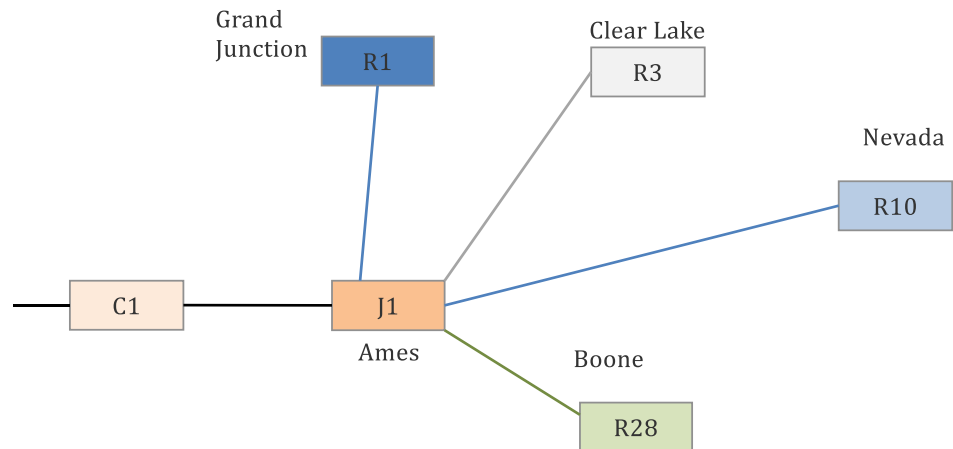 Grand
Junction
R1
Clear Lake
R3
Nevada
R10
C1
J1
Ames
Boone
R28